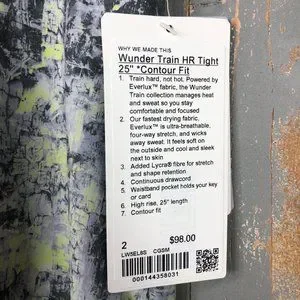 WHY WE MADE THIS
Wunder Train HR Tight
25" *Contour Fit
1. Train hard, not hot. Powered by
Everlux™ fabric, the Wunder
Train collection manages heat
and sweat so you stay
comfortable and focused
2. Our fastest drying fabric,
Everlux™ is ultra-breathable,
four-way stretch, and wicks
away sweat. It feels soft on
the outside and cool and sleek
next to skin
3. Added Lycra® fibre for stretch
and shape retention
4. Continuous drawcord
5. Waistband pocket holds your key
or card
6. High rise, 25" length
7. Contour fit
2 $98.00
LW5EL8S CGSM
000144358031